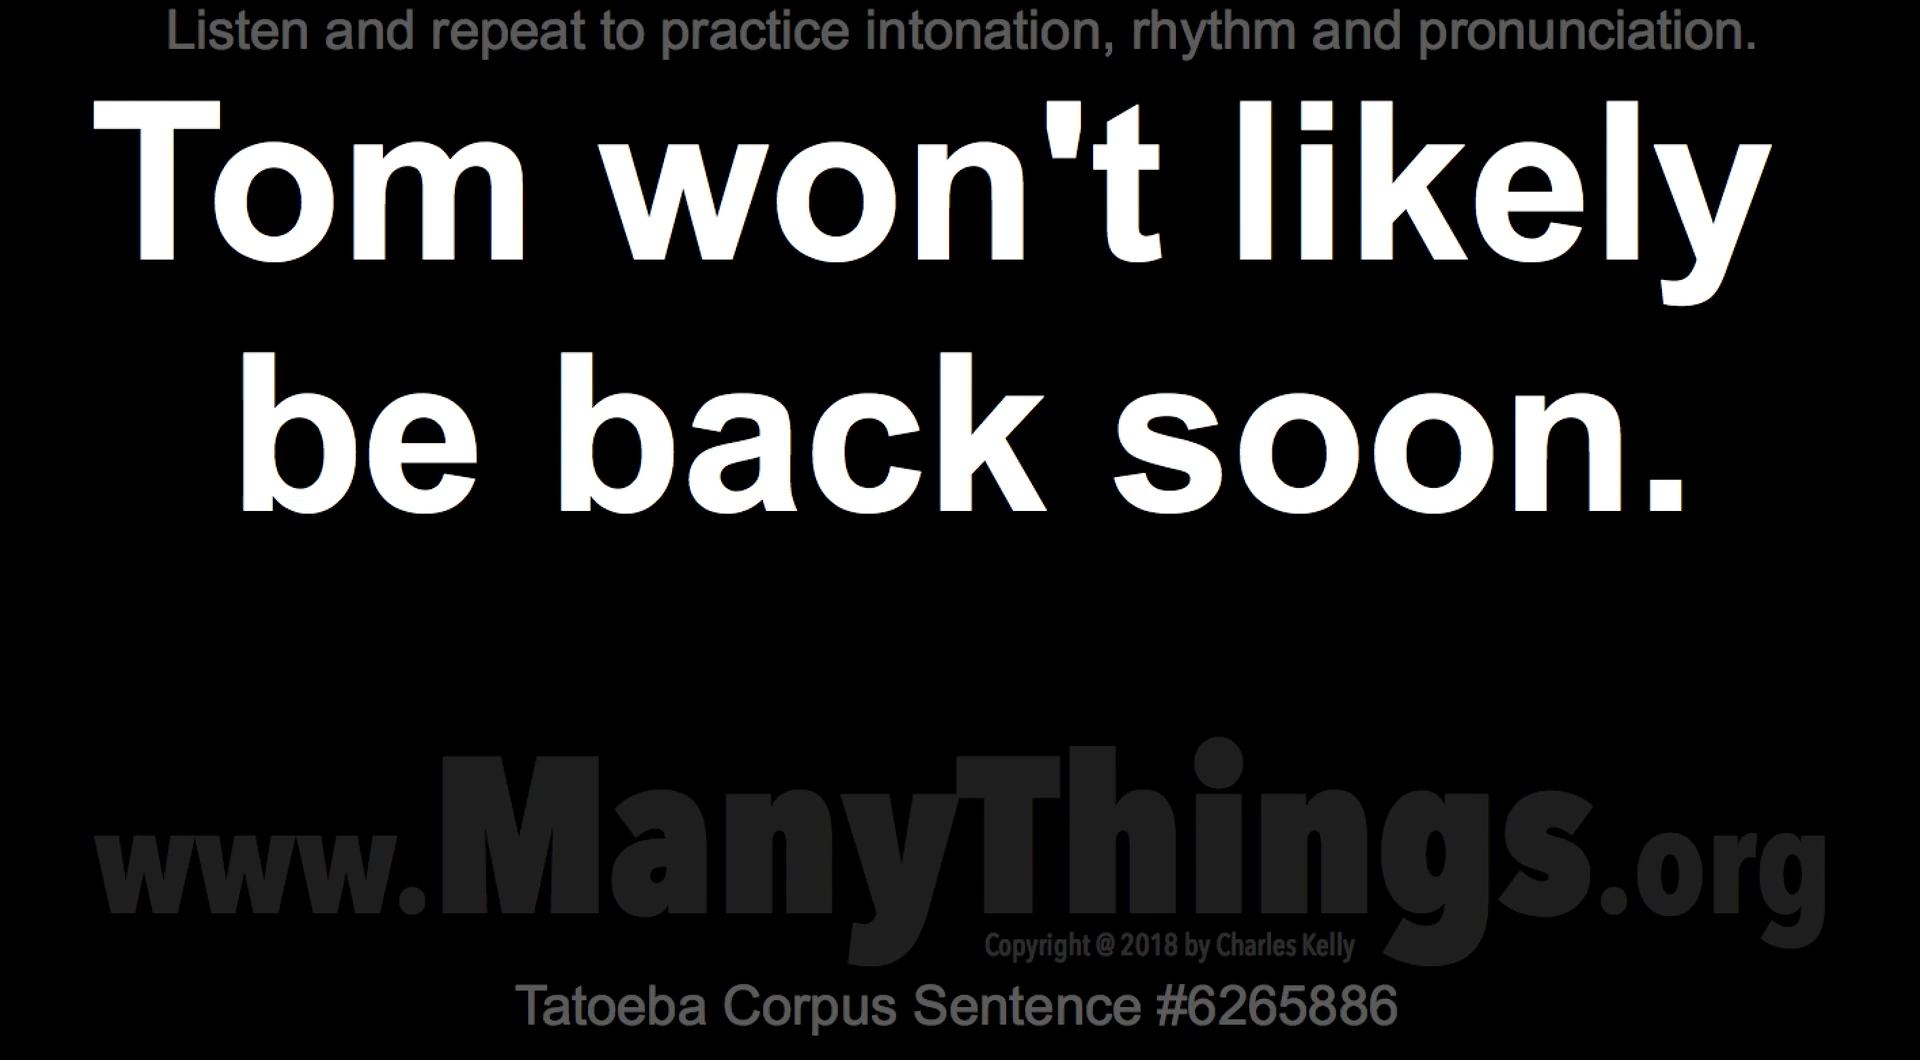 Listen and repeat to practice intonation, rhythm and pronunciation.
Tom won't likely
be back soon.
www.ManyThings.org
Copyright @ 2018 by Charles Kelly
Tatoeba Corpus Sentence #6265886